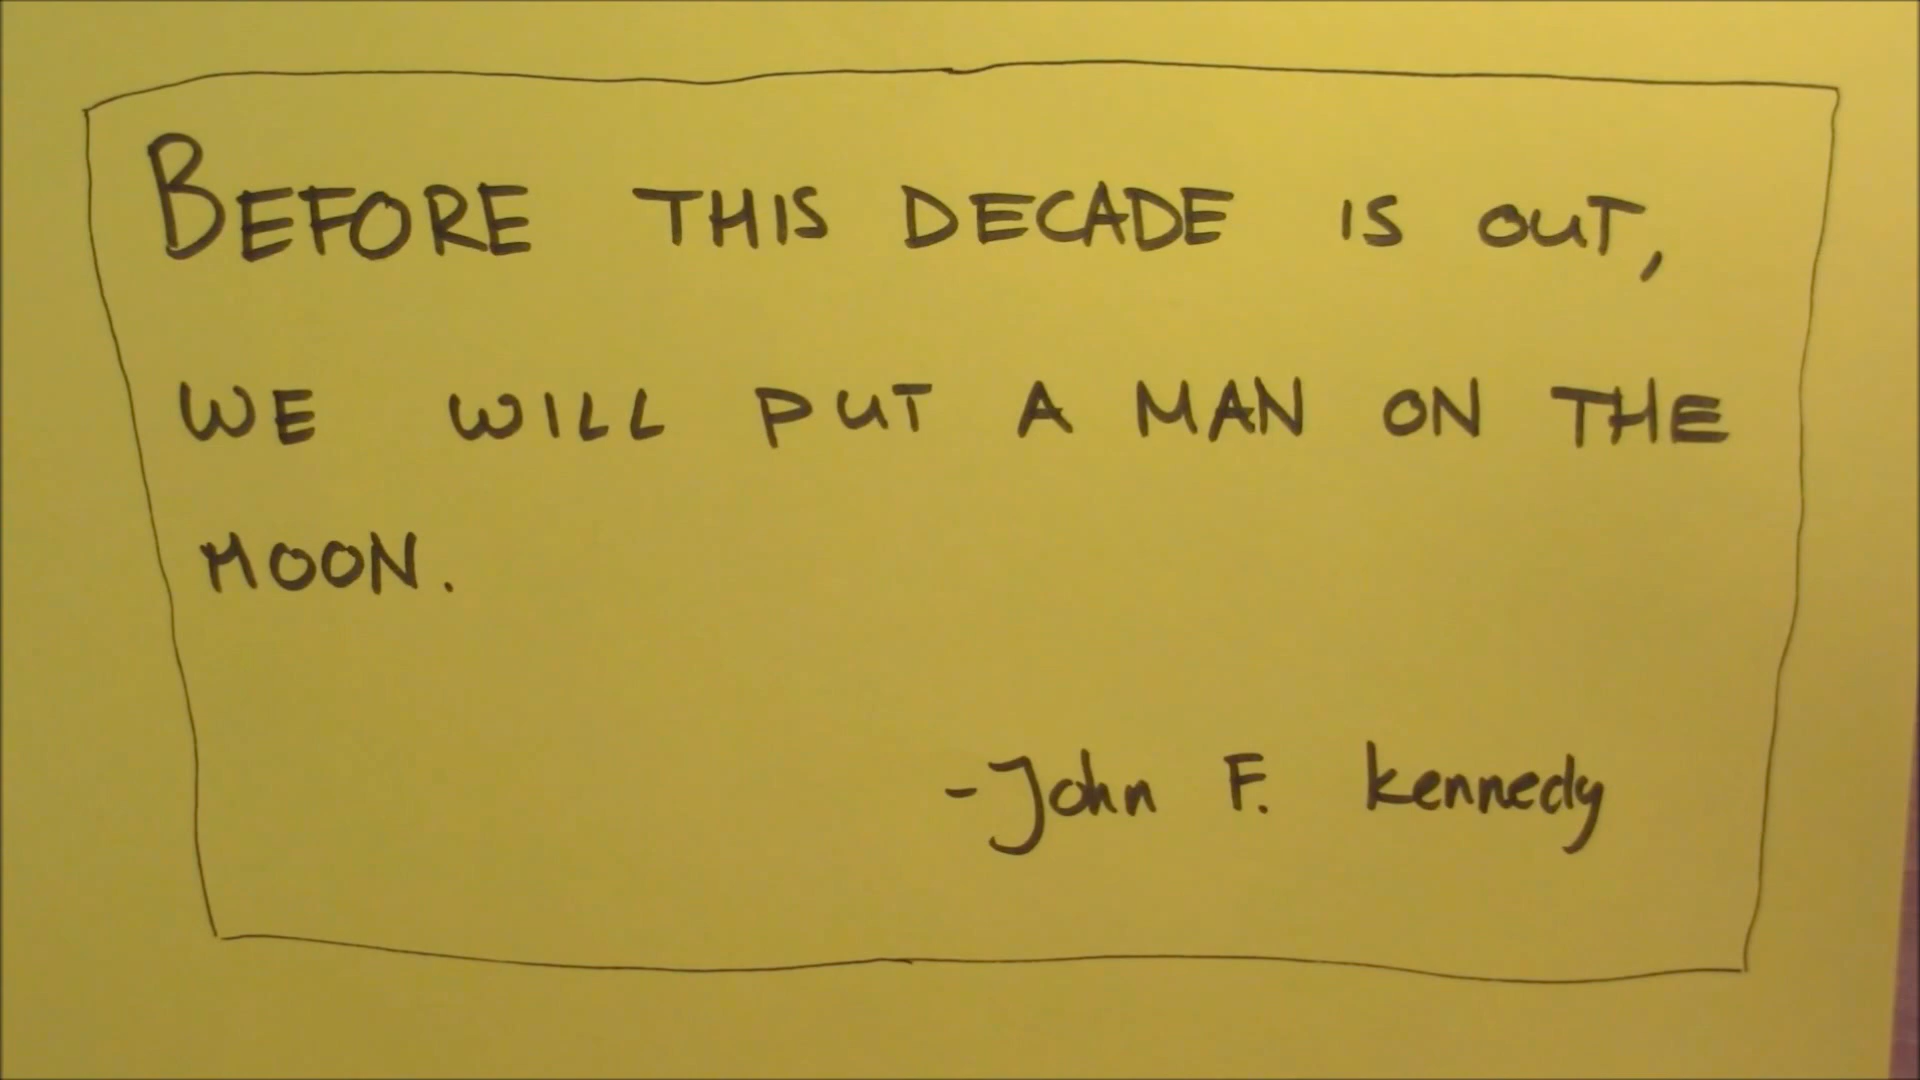 BEFORE THIS DECADE IS OUT,
WE WILL PUT A MAN ON THE
MOON.
-John F. Kennedy